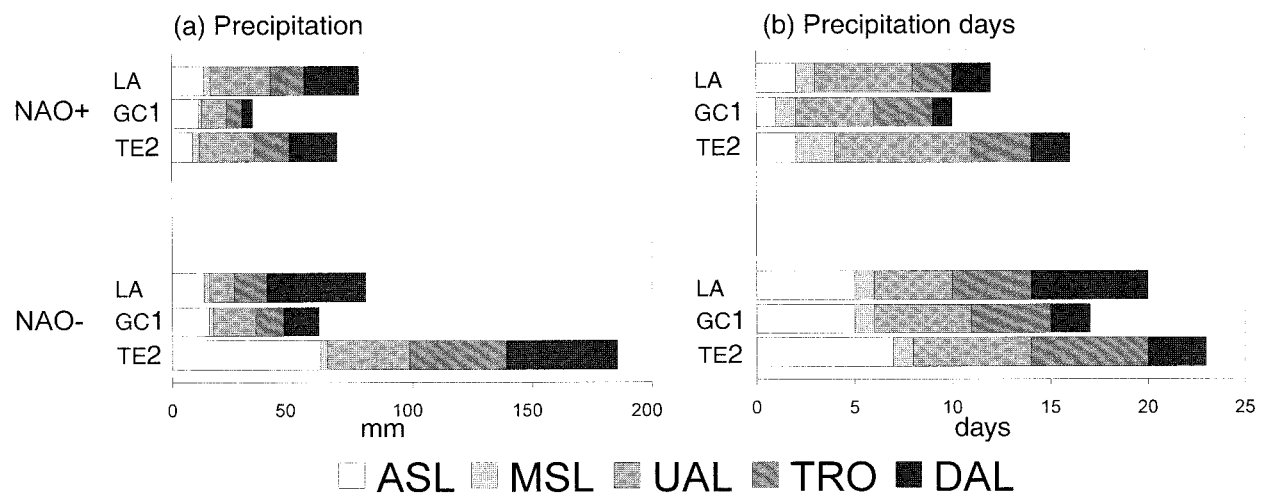 (a) Precipitation
(b) Precipitation days
NAO+
LA
GC1
TE2
LA
GC1
TE2
NAO-
LA
GC1
TE2
LA
GC1
TE2
0 50 100 150 200
mm
0 5 10 15 20 25
days
ASL MSL UAL TRO DAL